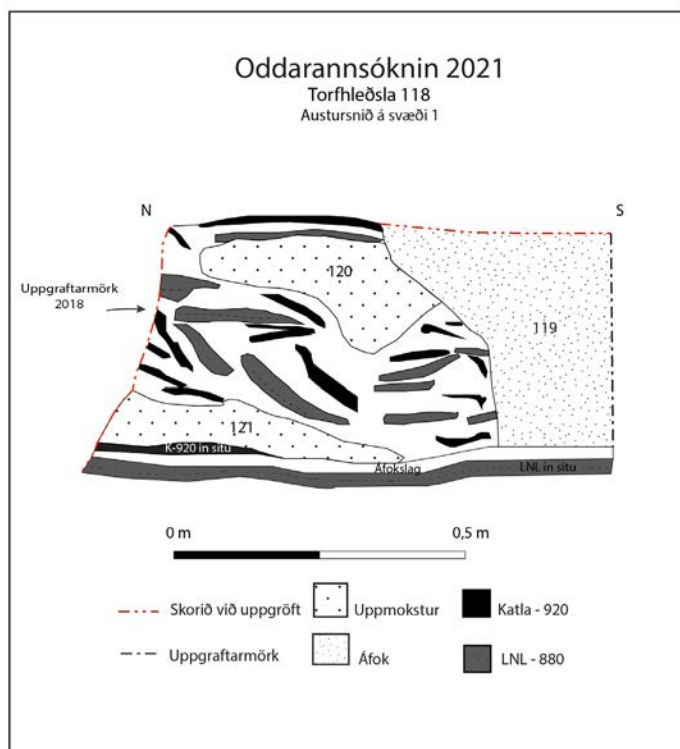 Oddarannsóknin 2021
Torfhleðsla 118
Austursnið á svæði 1
N
S
Uppgraftarmörk
2018
120
119
121
K-920 in situ
Áfokslag
LNL in situ
0 m
0,5 m
Skorið við uppgröft
Uppmokstur
Katla - 920
Uppgraftarmörk
Áfok
LNL - 880